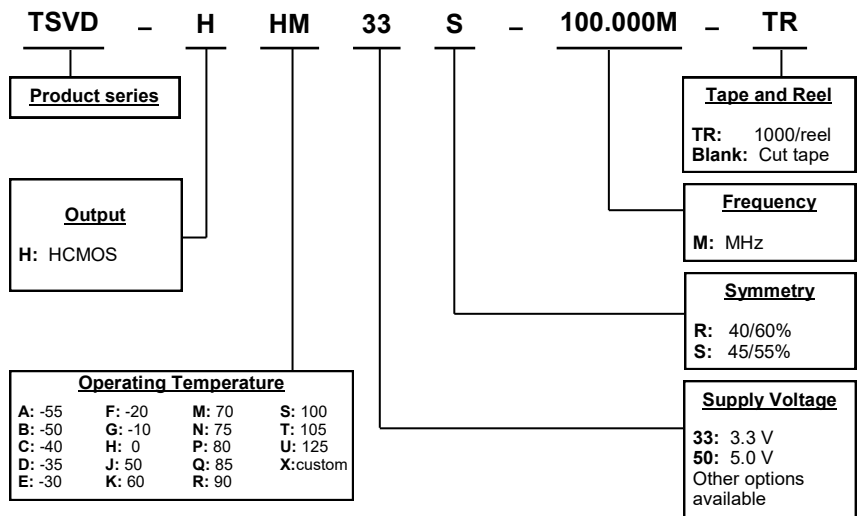 TSVD – H HM 33 S – 100.000M – TR
Product series
Tape and Reel
TR: 1000/reel
Blank: Cut tape
Output
H: HCMOS
Frequency
M: MHz
Symmetry
R: 40/60%
S: 45/55%
Operating Temperature
A: -55 F: -20 M: 70 S: 100
B: -50 G: -10 N: 75 T: 105
C: -40 H: 0 P: 80 U: 125
D: -35 J: 50 Q: 85 X:custom
E: -30 K: 60 R: 90
Supply Voltage
33: 3.3 V
50: 5.0 V
Other options
available